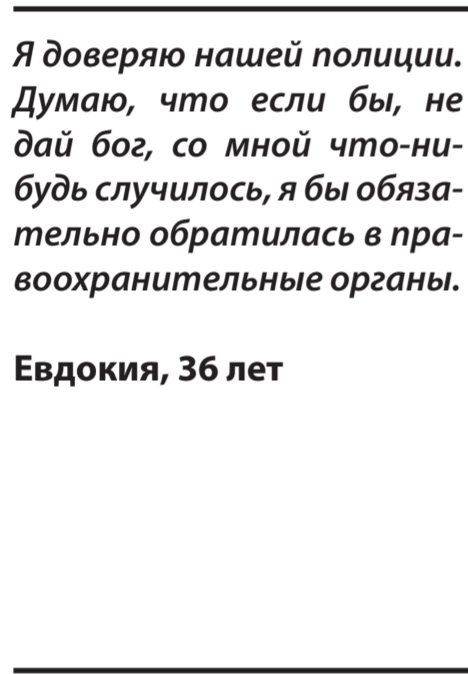 Я доверяю нашей полиции.
Думаю, что если бы, не
дай бог, со мной что-ни-
будь случилось, я бы обяза-
тельно обратилась в пра-
воохранительные органы.
Евдокия, 36 лет